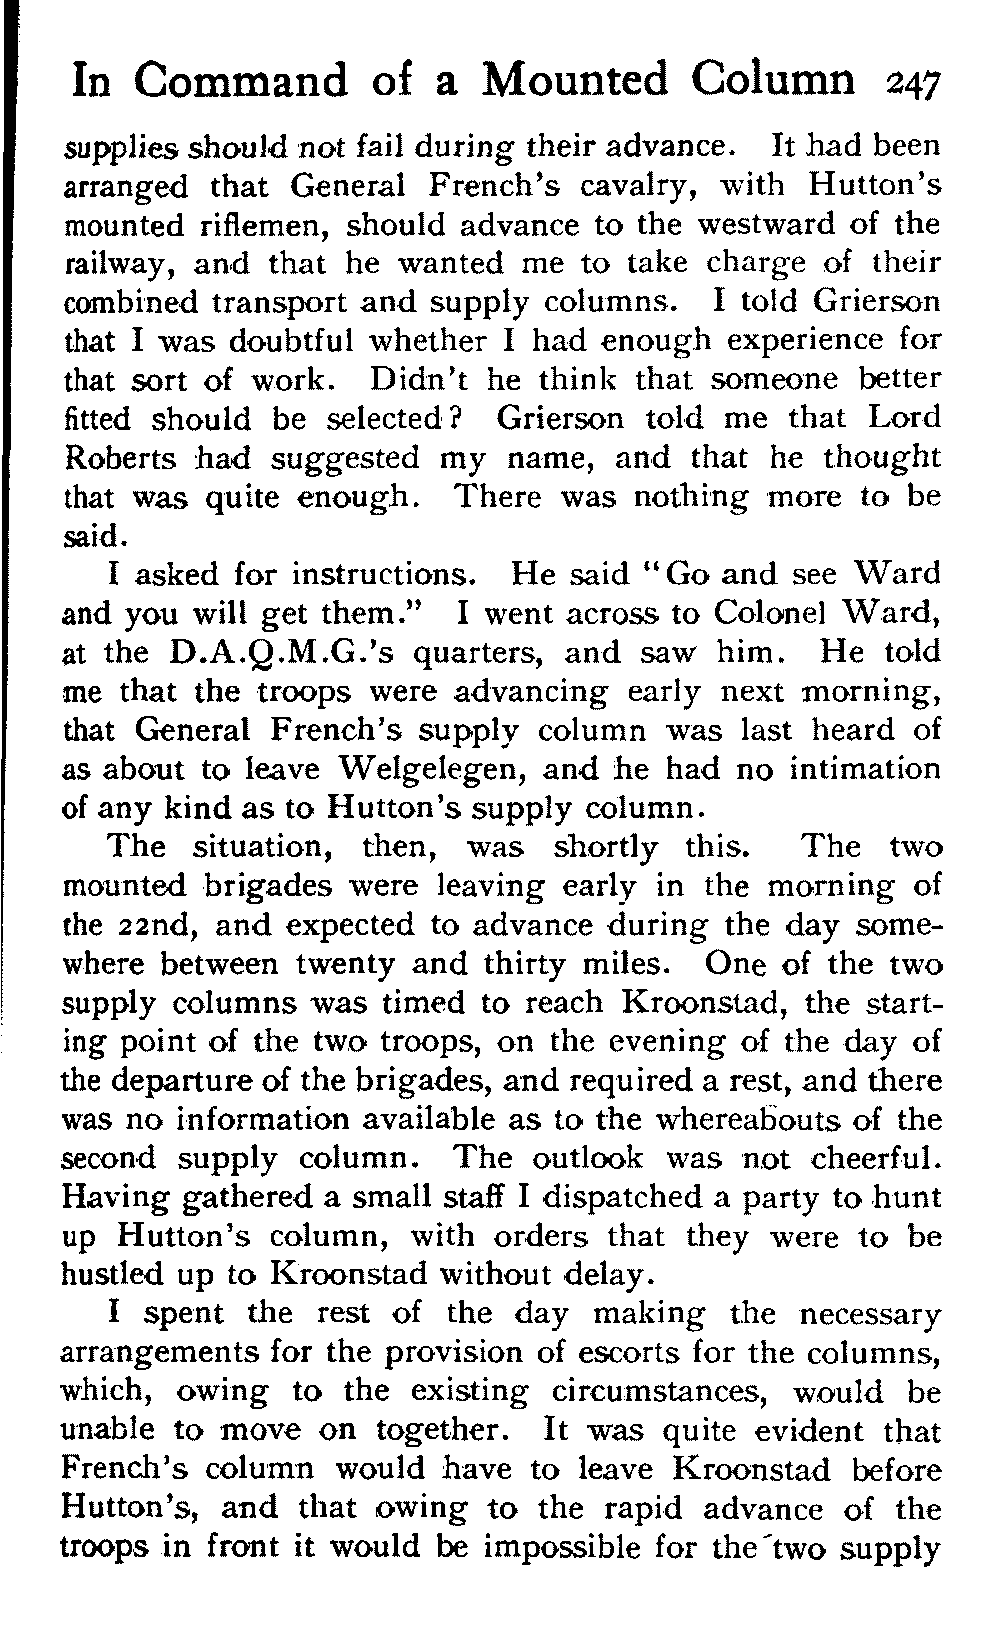 In Command of a Mounted Column 247
supplies should not fail during their advance. It had been
arranged that General French's cavalry, with Hutton's
mounted riflemen, should advance to the westward of the
railway, and that he wanted me to take charge of their
combined transport and supply columns. I told Grierson
that I was doubtful whether I had enough experience for
that sort of work. Didn't he think that someone better
fitted should be selected? Grierson told me that Lord
Roberts had suggested my name, and that he thought
that was quite enough. There was nothing more to be
said.
I asked for instructions. He said "Go and see Ward
and you will get them." I went across to Colonel Ward,
at the D.A.Q.M.G.'s quarters, and saw him. He told
me that the troops were advancing early next morning,
that General French's supply column was last heard of
as about to leave Welgelegen, and he had no intimation
of any kind as to Hutton's supply column.
The situation, then, was shortly this. The two
mounted brigades were leaving early in the morning of
the 22nd, and expected to advance during the day some-
where between twenty and thirty miles. One of the two
supply columns was timed to reach Kroonstad, the start-
ing point of the two troops, on the evening of the day of
the departure of the brigades, and required a rest, and there
was no information available as to the whereabouts of the
second supply column. The outlook was not cheerful.
Having gathered a small staff I dispatched a party to hunt
up Hutton's column, with orders that they were to be
hustled up to Kroonstad without delay.
I spent the rest of the day making the necessary
arrangements for the provision of escorts for the columns,
which, owing to the existing circumstances, would be
unable to move on together. It was quite evident that
French's column would have to leave Kroonstad before
Hutton's, and that owing to the rapid advance of the
troops in front it would be impossible for the two supply